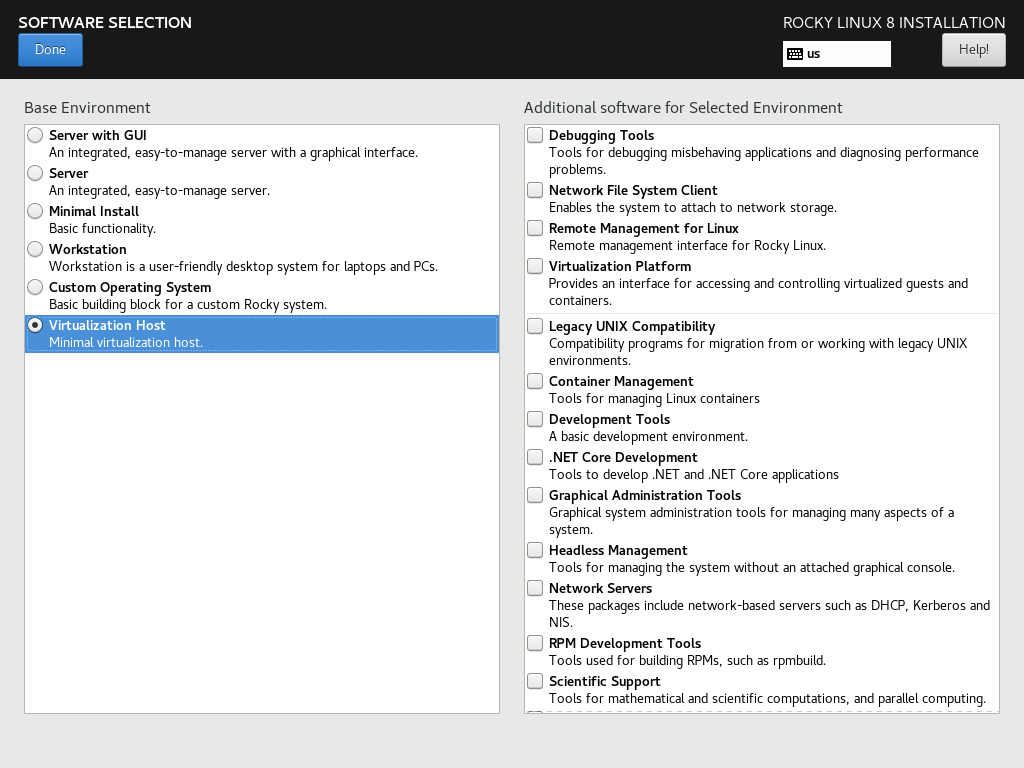 SOFTWARE SELECTION
ROCKY LINUX 8 INSTALLATION
Done
us
Help!
Base Environment
Server with GUI
An integrated, easy-to-manage server with a graphical interface.
Server
An integrated, easy-to-manage server.
Minimal Install
Basic functionality.
Workstation
Workstation is a user-friendly desktop system for laptops and PCs.
Custom Operating System
Basic building block for a custom Rocky system.
Virtualization Host
Minimal virtualization host.
Additional software for Selected Environment
Debugging Tools
Tools for debugging misbehaving applications and diagnosing performance
problems.
Network File System Client
Enables the system to attach to network storage.
Remote Management for Linux
Remote management interface for Rocky Linux.
Virtualization Platform
Provides an interface for accessing and controlling virtualized guests and
containers.
Legacy UNIX Compatibility
Compatibility programs for migration from or working with legacy UNIX
environments.
Container Management
Tools for managing Linux containers
Development Tools
A basic development environment.
.NET Core Development
Tools to develop .NET and .NET Core applications
Graphical Administration Tools
Graphical system administration tools for managing many aspects of a
system.
Headless Management
Tools for managing the system without an attached graphical console.
Network Servers
These packages include network-based servers such as DHCP, Kerberos and
NIS.
RPM Development Tools
Tools used for building RPMs, such as rpmbuild.
Scientific Support
Tools for mathematical and scientific computations, and parallel computing.